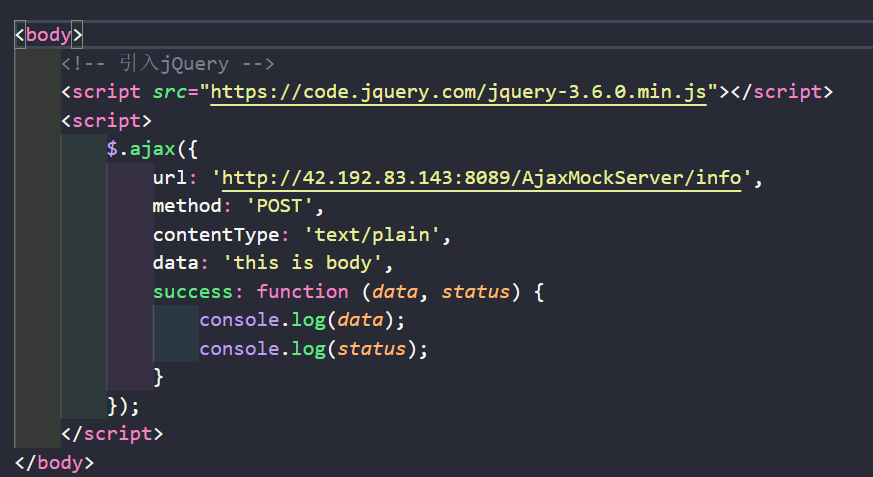 <body>
    <!-- 引入jQuery -->
    <script src="https://code.jquery.com/jquery-3.6.0.min.js"></script>
    <script>
        $.ajax({
            url: 'http://42.192.83.143:8089/AjaxMockServer/info',
            method: 'POST',
            contentType: 'text/plain',
            data: 'this is body',
            success: function (data, status) {
                console.log(data);
                console.log(status);
            }
        });
    </script>
</body>